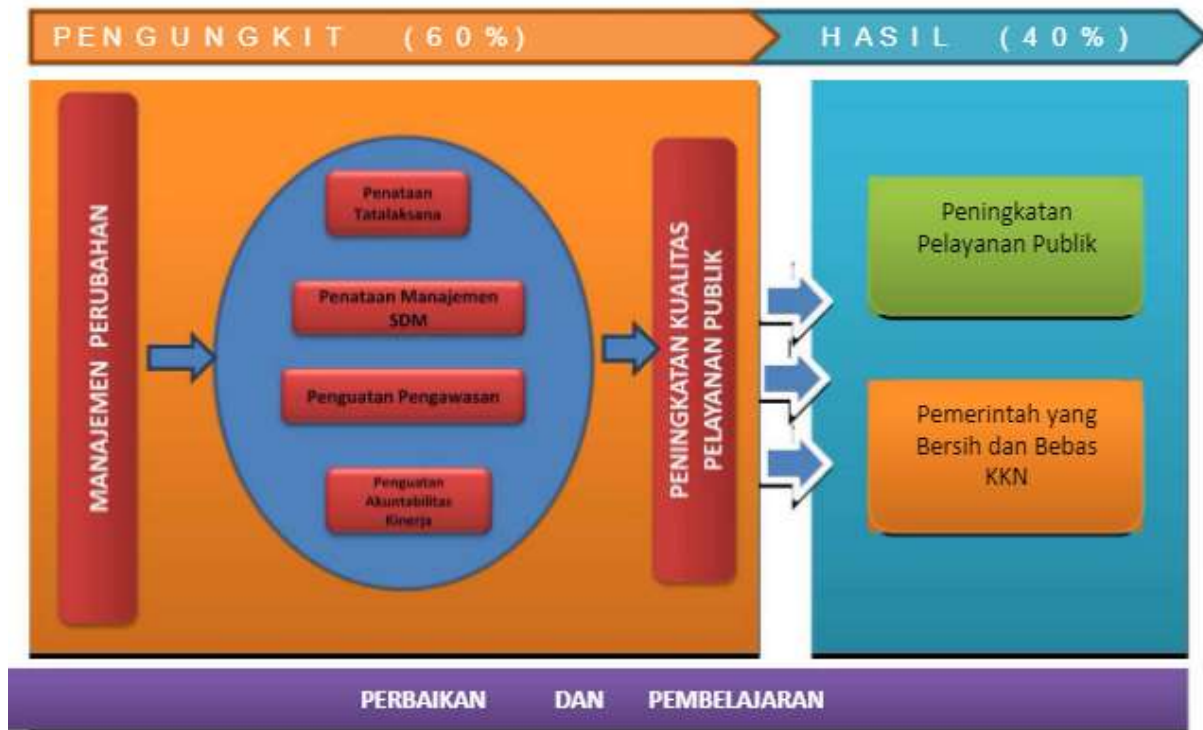 PENGUNGKIT (60%)
HASIL (40%)
MANAJEMEN PERUBAHAN
Penataan
Tatalaksana
Penataan Manajemen
SDM
Penguatan Pengawasan
Penguatan
Akuntabilitas
Kinerja
PENINGKATAN KUALITAS
PELAYANAN PUBLIK
Peningkatan
Pelayanan Publik
Pemerintah yang
Bersih dan Bebas
KKN
PERBAIKAN DAN PEMBELAJARAN